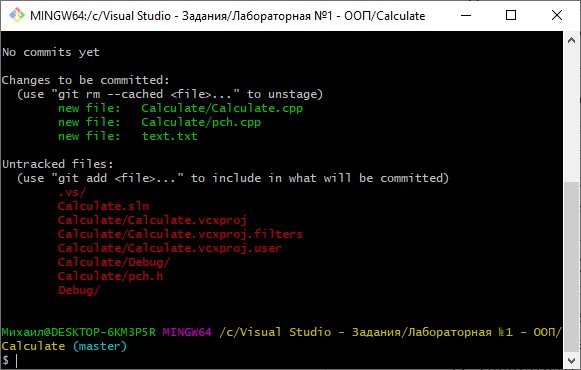 MINGW64:/c/Visual Studio - Задания/Лабораторная №1 - ООП/Calculate
No commits yet
Changes to be committed:
(use "git rm --cached <file>..." to unstage)
new file: Calculate/Calculate.cpp
new file: Calculate/pch.cpp
new file: text.txt
Untracked files:
(use "git add <file>..." to include in what will be committed)
.vs/
Calculate.sln
Calculate/Calculate.vcxproj
Calculate/Calculate.vcxproj.filters
Calculate/Calculate.vcxproj.user
Calculate/Debug/
Calculate/pch.h
Debug/
Михаил@DESKTOP-6KM3P5R MINGW64 /c/Visual Studio - Задания/Лабораторная №1 - ООП/
Calculate (master)
$